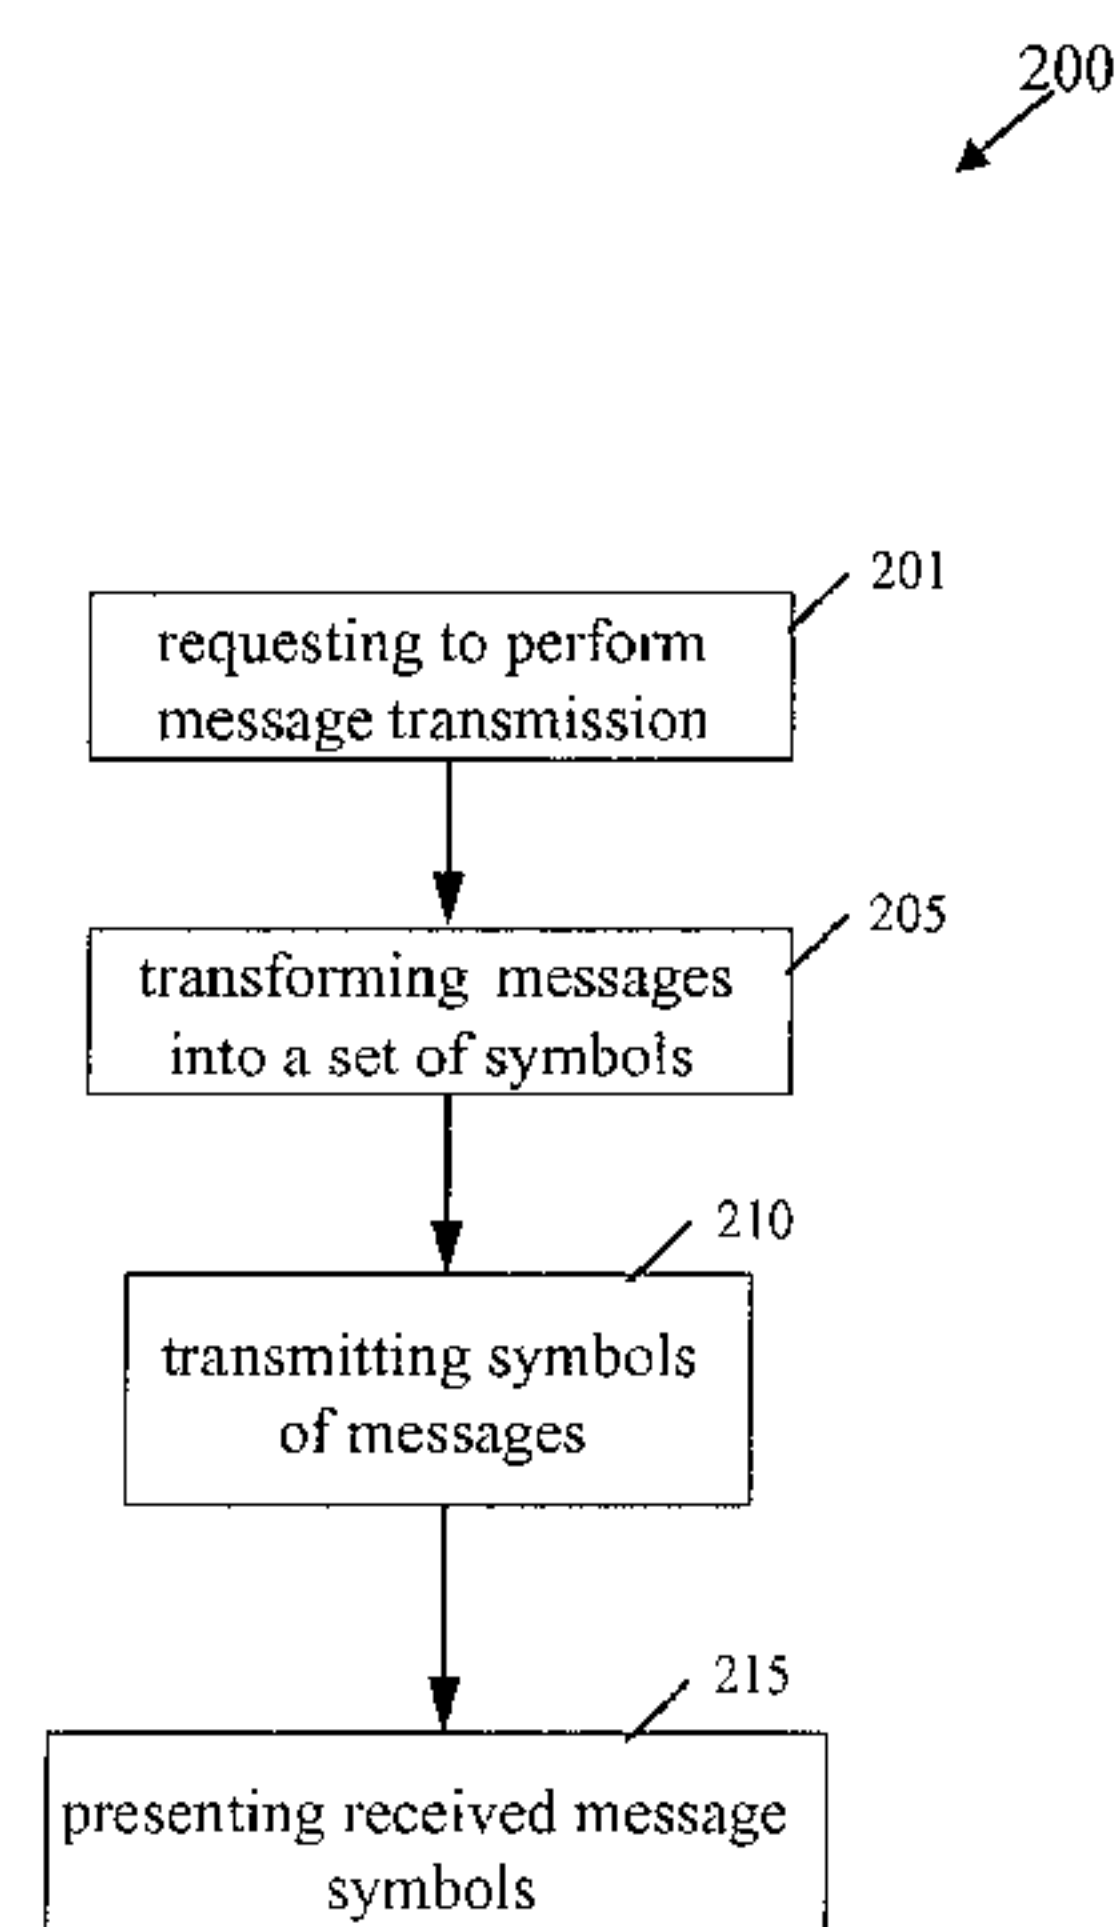 200
201
requesting to perform
message transmission
205
transforming messages
into a set of symbols
210
transmitting symbols
of messages
215
presenting received message
symbols